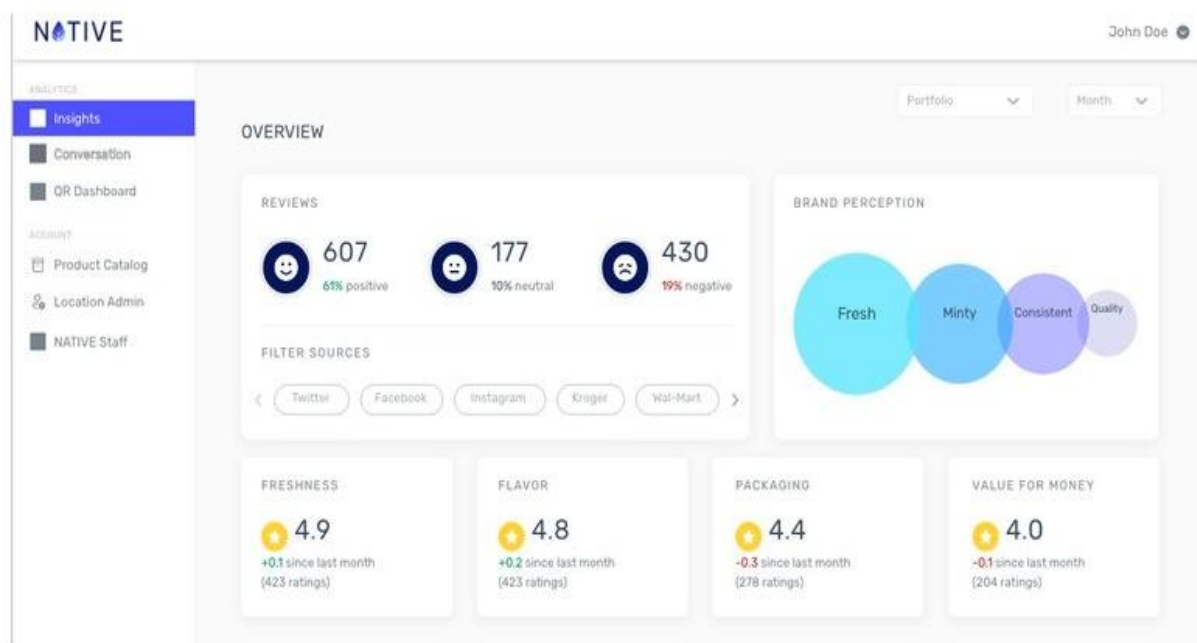 NATIVE
John Doe
ANALYTICS
Insights
Conversation
QR Dashboard
ACCOUNT
Product Catalog
Location Admin
NATIVE Staff
Portfolio
Month
OVERVIEW
REVIEWS
607
61% positive
177
10% neutral
430
19% negative
FILTER SOURCES
Twitter
Facebook
Instagram
Kroger
Wal-Mart
BRAND PERCEPTION
Fresh
Minty
Consistent
Quality
FRESHNESS
4.9
+0.1 since last month
(423 ratings)
FLAVOR
4.8
+0.2 since last month
(423 ratings)
PACKAGING
4.4
-0.3 since last month
(278 ratings)
VALUE FOR MONEY
4.0
-0.1 since last month
(204 ratings)